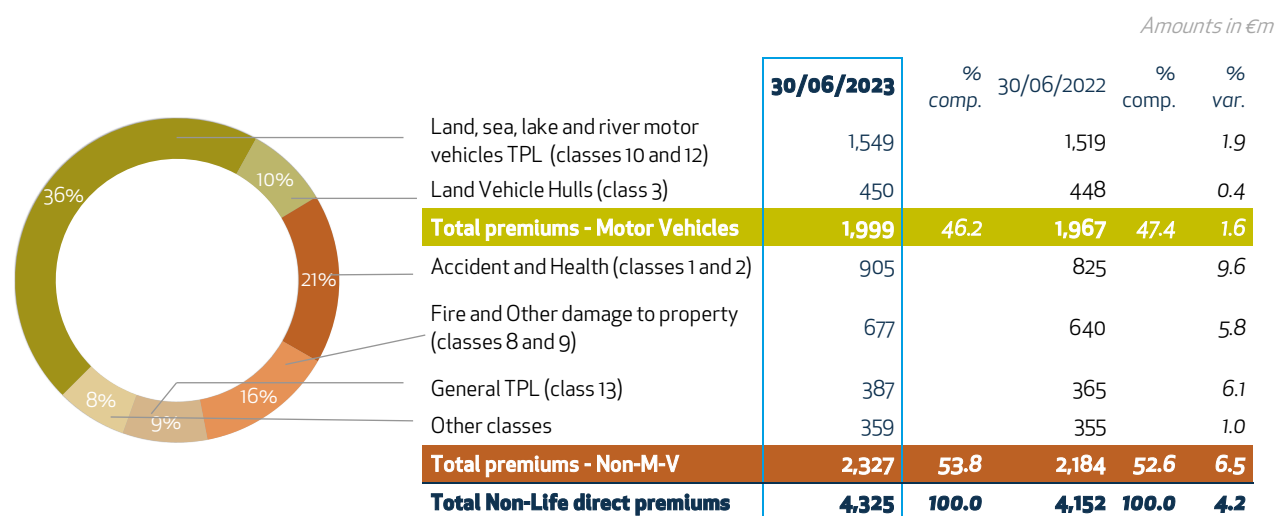 Amounts in €m
30/06/2023 % comp. 30/06/2022 % comp. % var.
Land, sea, lake and river motor
vehicles TPL (classes 10 and 12) 1,549 1,519 1.9
Land Vehicle Hulls (class 3) 450 448 0.4
Total premiums - Motor Vehicles 1,999 46.2 1,967 47.4 1.6
Accident and Health (classes 1 and 2) 905 825 9.6
Fire and Other damage to property
(classes 8 and 9) 677 640 5.8
General TPL (class 13) 387 365 6.1
Other classes 359 355 1.0
Total premiums - Non-M-V 2,327 53.8 2,184 52.6 6.5
Total Non-Life direct premiums 4,325 100.0 4,152 100.0 4.2
36%
10%
21%
16%
9%
8%